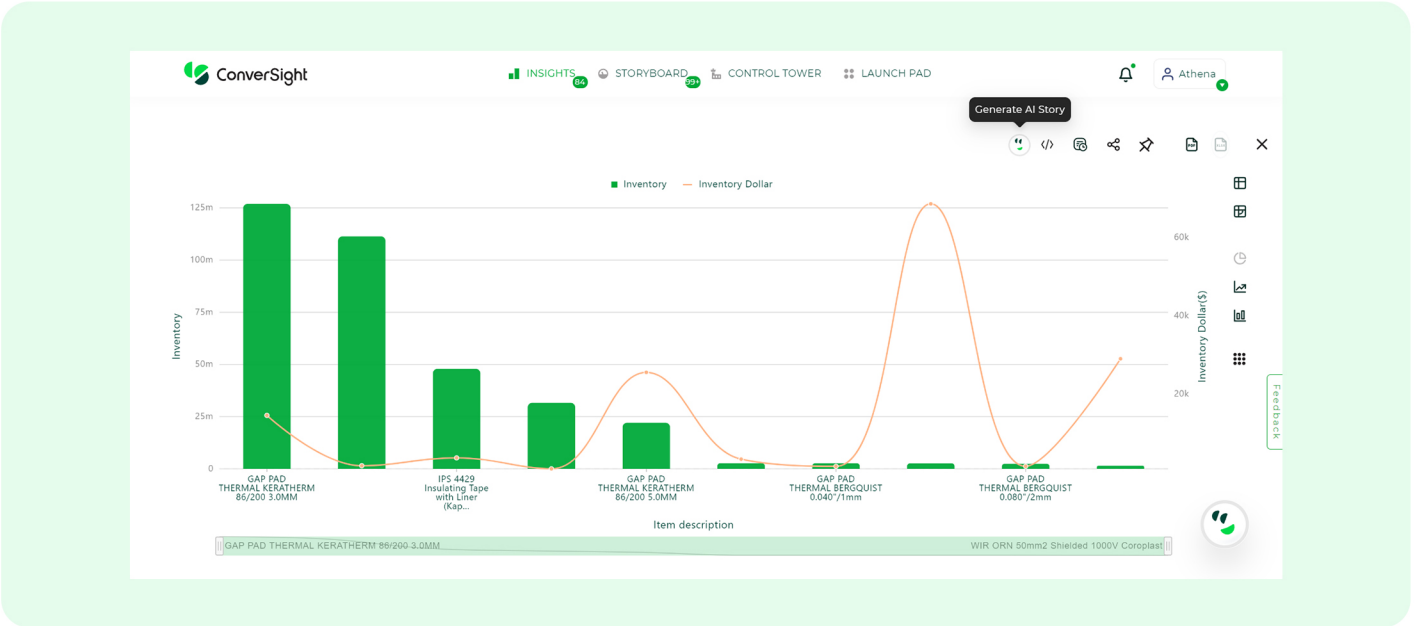 ConverSight
INSIGHTS
84
STORYBOARD
99+
CONTROL TOWER
LAUNCH PAD
Athena
Generate AI Story
</>
PDF
Inventory
Inventory Dollar
125m
100m
75m
50m
25m
0
Inventory
60k
40k
20k
Inventory Dollar($)
GAP PAD
THERMAL KERATHERM
86/200 3.0MM
IPS 4429
Insulating Tape
with Liner
(Kap...
GAP PAD
THERMAL KERATHERM
86/200 5.0MM
GAP PAD
THERMAL BERGQUIST
0.040"/1mm
GAP PAD
THERMAL BERGQUIST
0.080"/2mm
Item description
GAP PAD THERMAL KERATHERM 86/200 3.0MM
WIR ORN 50mm2 Shielded 1000V Coroplast
Feedback